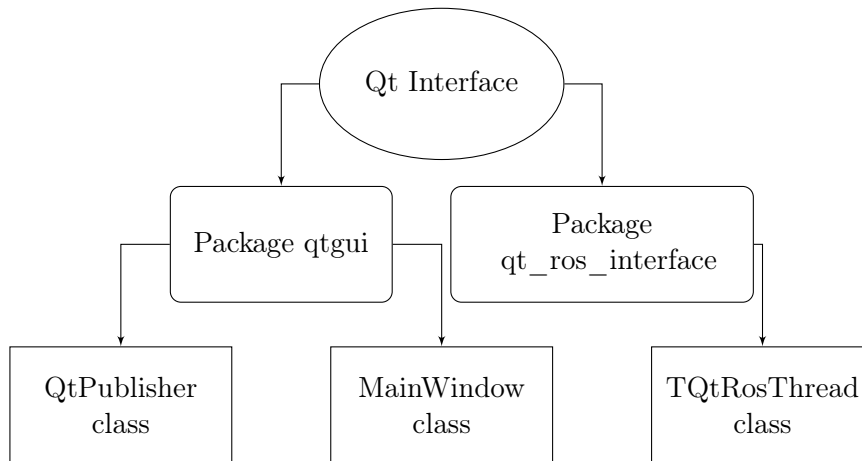 Qt Interface
Package qtgui
Package
qt_ros_interface
QtPublisher
class
MainWindow
class
TQtRosThread
class